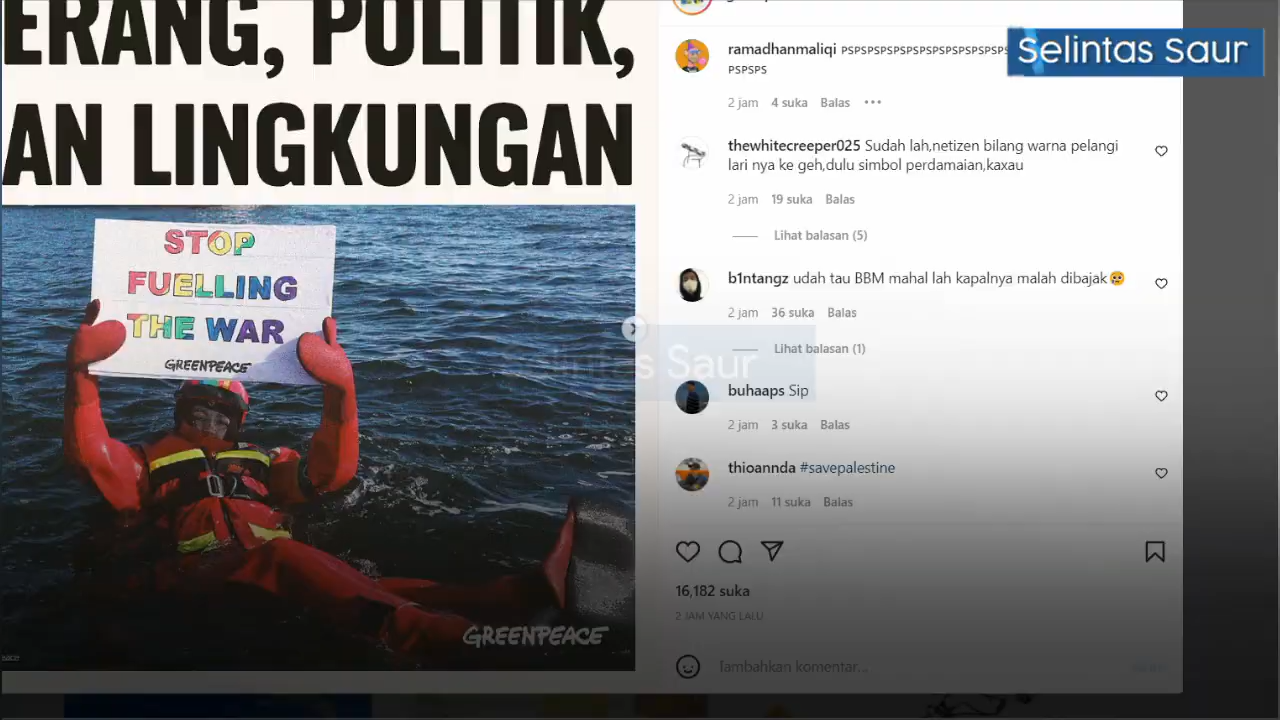 ERANG, POLITIK,
AN LINGKUNGAN
STOP
FUELLING
THE WAR
GREENPEACE
GREENPEACE
Selintas Saur
ramadhanmaliqi PSPSPSPSPSPSPSPSPSPSPSPSPS
PSPSPS
2 jam 4 suka Balas •••
thewhitecreeper025 Sudah lah,netizen bilang warna pelangi
lari nya ke geh,dulu simbol perdamaian,kaxau
2 jam 19 suka Balas
Lihat balasan (5)
b1ntangz udah tau BBM mahal lah kapalnya malah dibajak😢
2 jam 36 suka Balas
Lihat balasan (1)
Saur
buhaaps Sip
2 jam 3 suka Balas
thioannda #savepalestine
2 jam 11 suka Balas
16,182 suka
2 JAM YANG LALU
Tambahkan komentar...